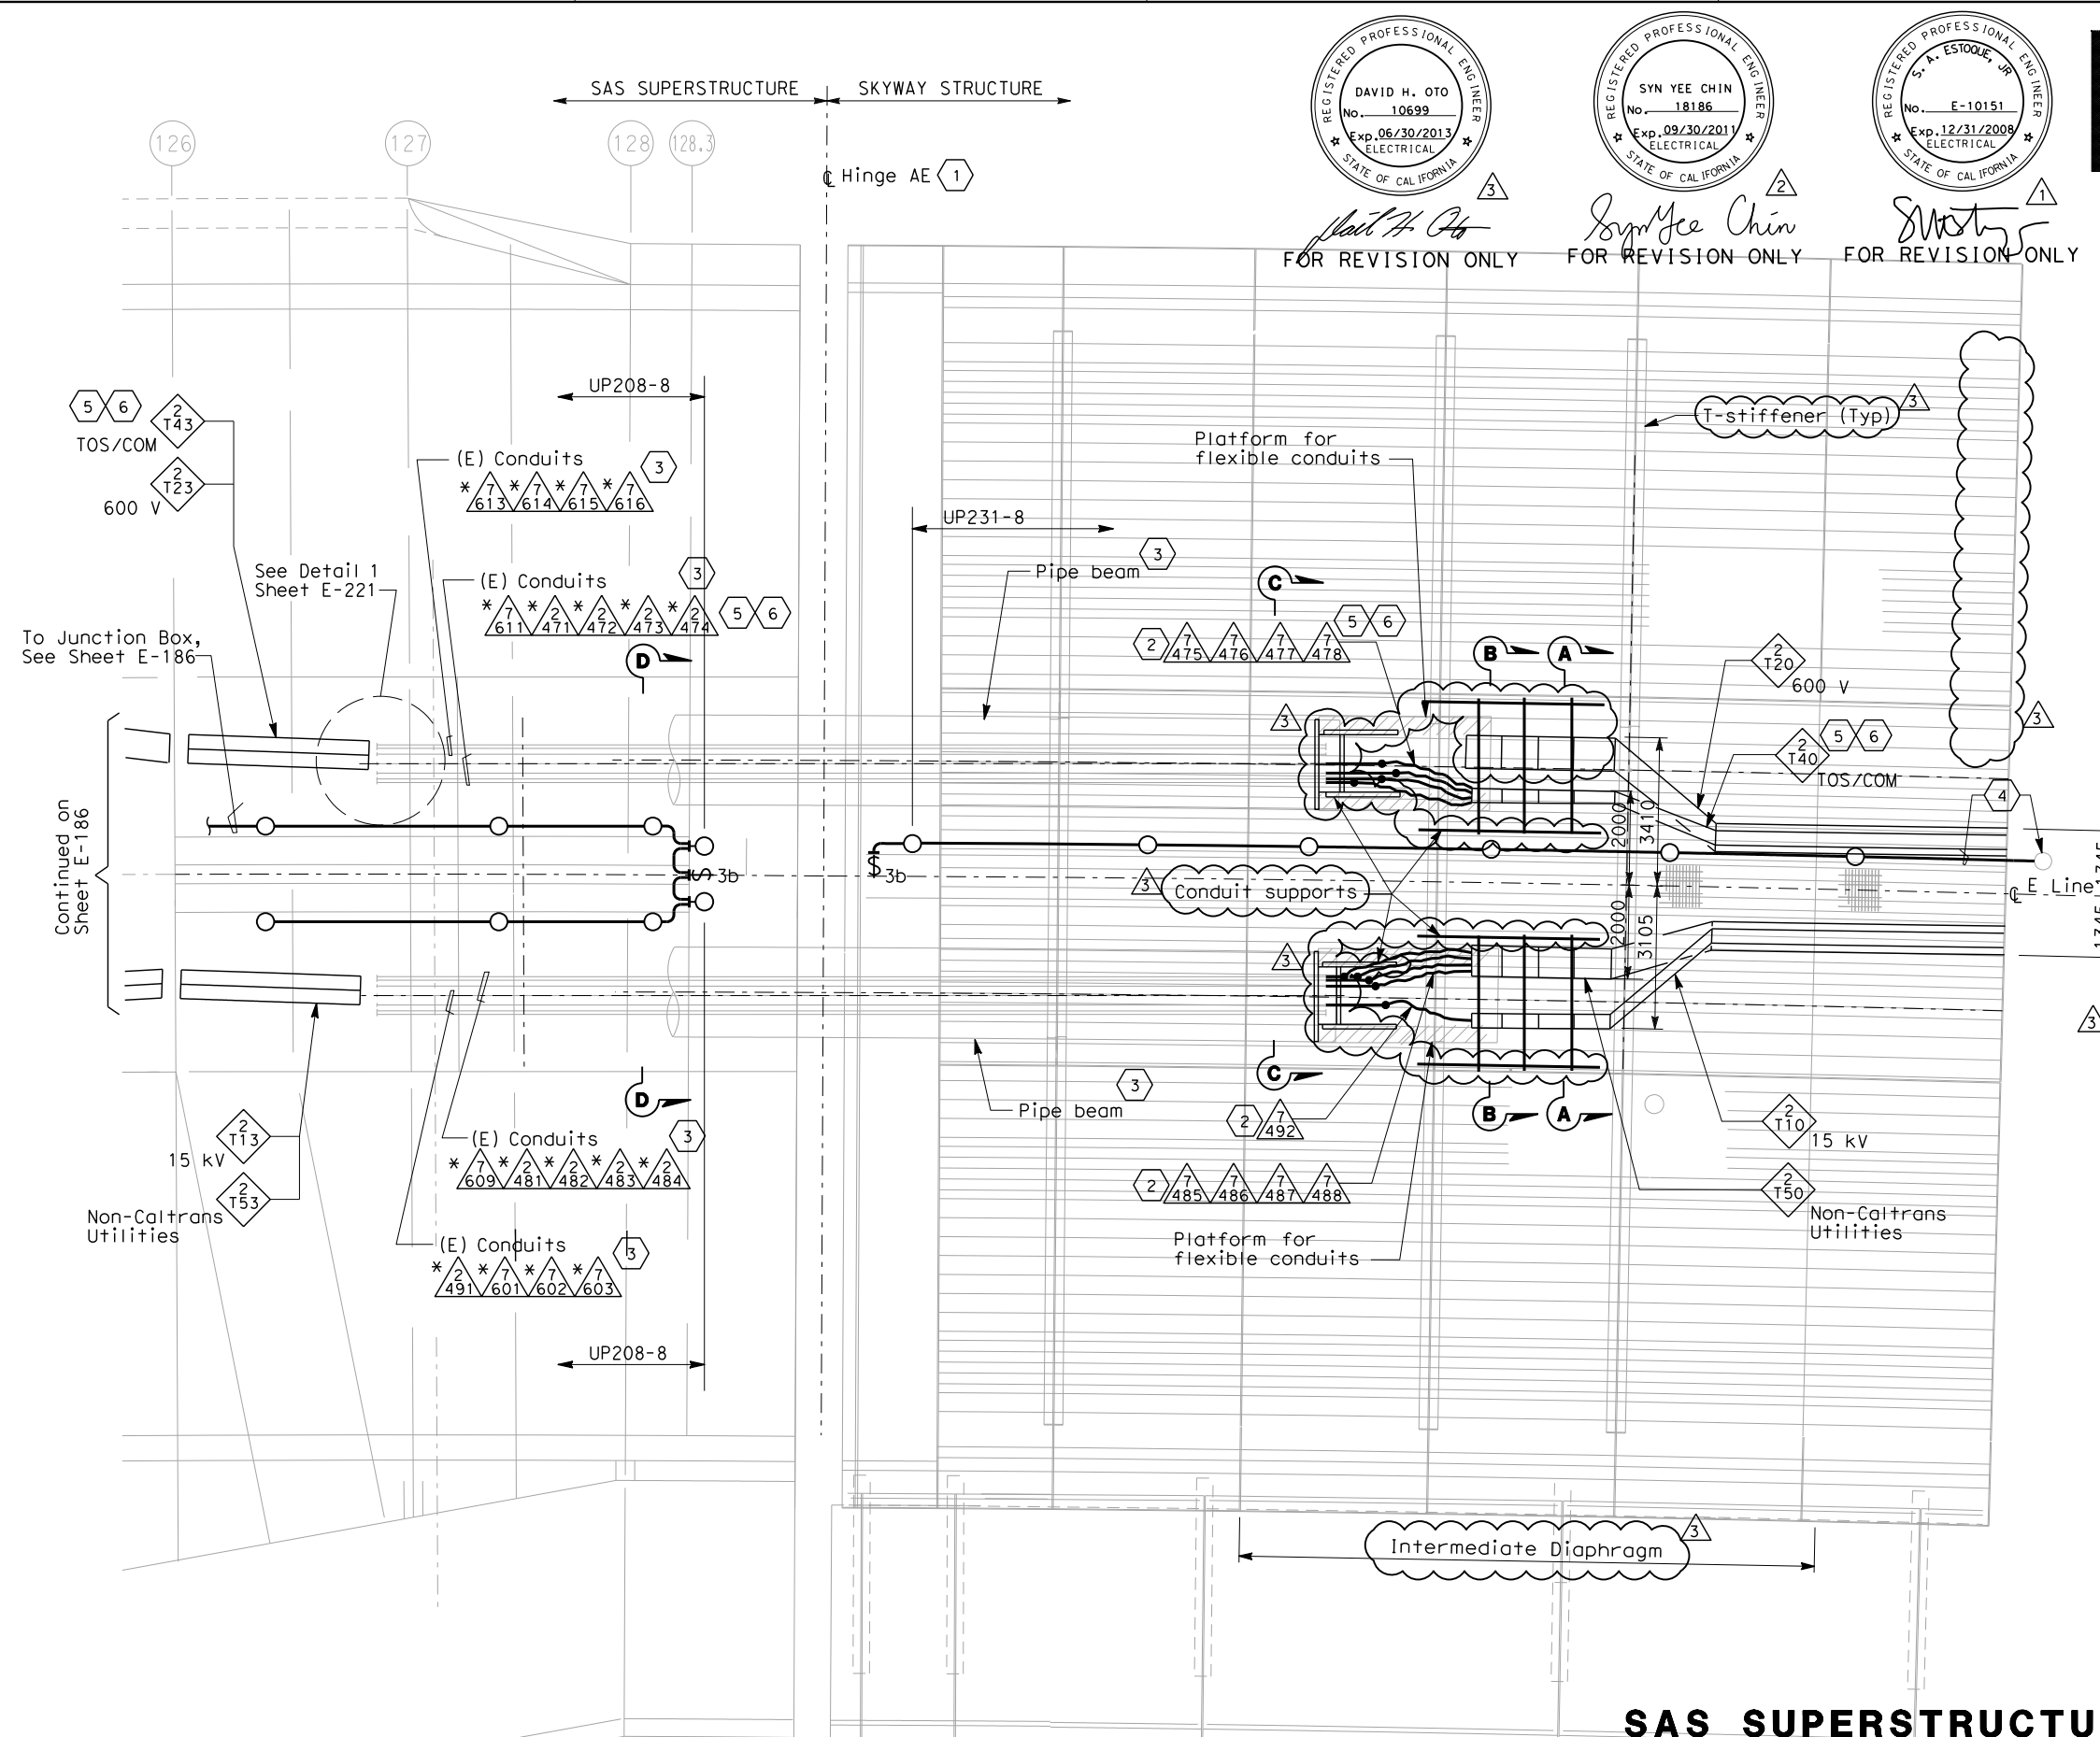 SAS SUPERSTRUCTURE
SKYWAY STRUCTURE
REGISTERED PROFESSIONAL ENGINEER
DAVID H. OTO
No. 10699
Exp. 06/30/2013
ELECTRICAL
STATE OF CALIFORNIA
3
FOR REVISION ONLY
REGISTERED PROFESSIONAL ENGINEER
SYN YEE CHIN
No. 18186
Exp. 09/30/2011
ELECTRICAL
STATE OF CALIFORNIA
2
Syn Yee Chin
FOR REVISION ONLY
REGISTERED PROFESSIONAL ENGINEER
S. A. ESTOQUE, JR
No. E-10151
Exp. 12/31/2008
ELECTRICAL
STATE OF CALIFORNIA
1
FOR REVISION ONLY
126
127
128
128.3
℄ Hinge AE 1
UP208-8
5 6
2 T43
TOS/COM
2 T23
600 V
(E) Conduits 3
* 7 613 * 7 614 * 7 615 * 7 616
See Detail 1
Sheet E-221
(E) Conduits 3
* 7 611 * 2 471 * 2 472 * 2 473 * 2 474 5 6
To Junction Box,
See Sheet E-186
D
Platform for
flexible conduits
T-stiffener (Typ) 3
UP231-8
Pipe beam 3
C
2 7 475 7 476 7 477 7 478 5 6
B A
2 T20
600 V
3
3
2 T40 5 6
TOS/COM
4
Continued on
Sheet E-186
3b
3b
3 Conduit supports
2000
3410
2000
3105
℄ E Line
1345 1345
3
3
Pipe beam 3
C
2 7 492
B A
2 T10
15 kV
D
2 T13
15 kV
2 T53
Non-Caltrans
Utilities
(E) Conduits 3
* 7 609 * 2 481 * 2 482 * 2 483 * 2 484
(E) Conduits 3
* 2 491 * 7 601 * 7 602 * 7 603
2 7 485 7 486 7 487 7 488
Platform for
flexible conduits
2 T50
Non-Caltrans
Utilities
UP208-8
Intermediate Diaphragm 3
SAS SUPERSTRUCTU